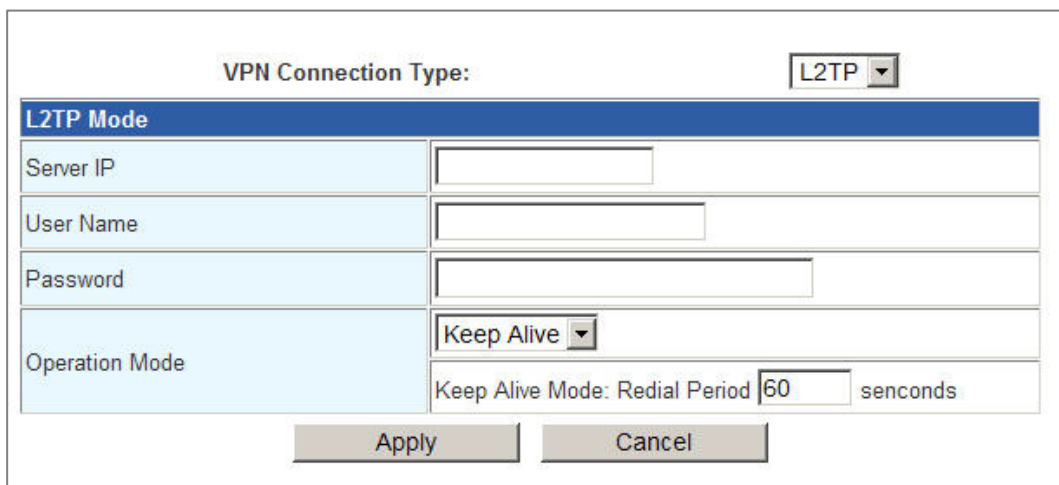 VPN Connection Type: L2TP
L2TP Mode
Server IP
User Name
Password
Operation Mode
Keep Alive
Keep Alive Mode: Redial Period 60 senconds
Apply Cancel